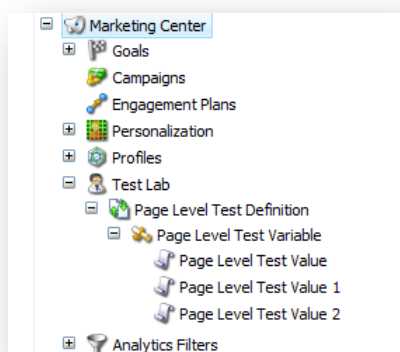 Marketing Center
Goals
Campaigns
Engagement Plans
Personalization
Profiles
Test Lab
Page Level Test Definition
Page Level Test Variable
Page Level Test Value
Page Level Test Value 1
Page Level Test Value 2
Analytics Filters